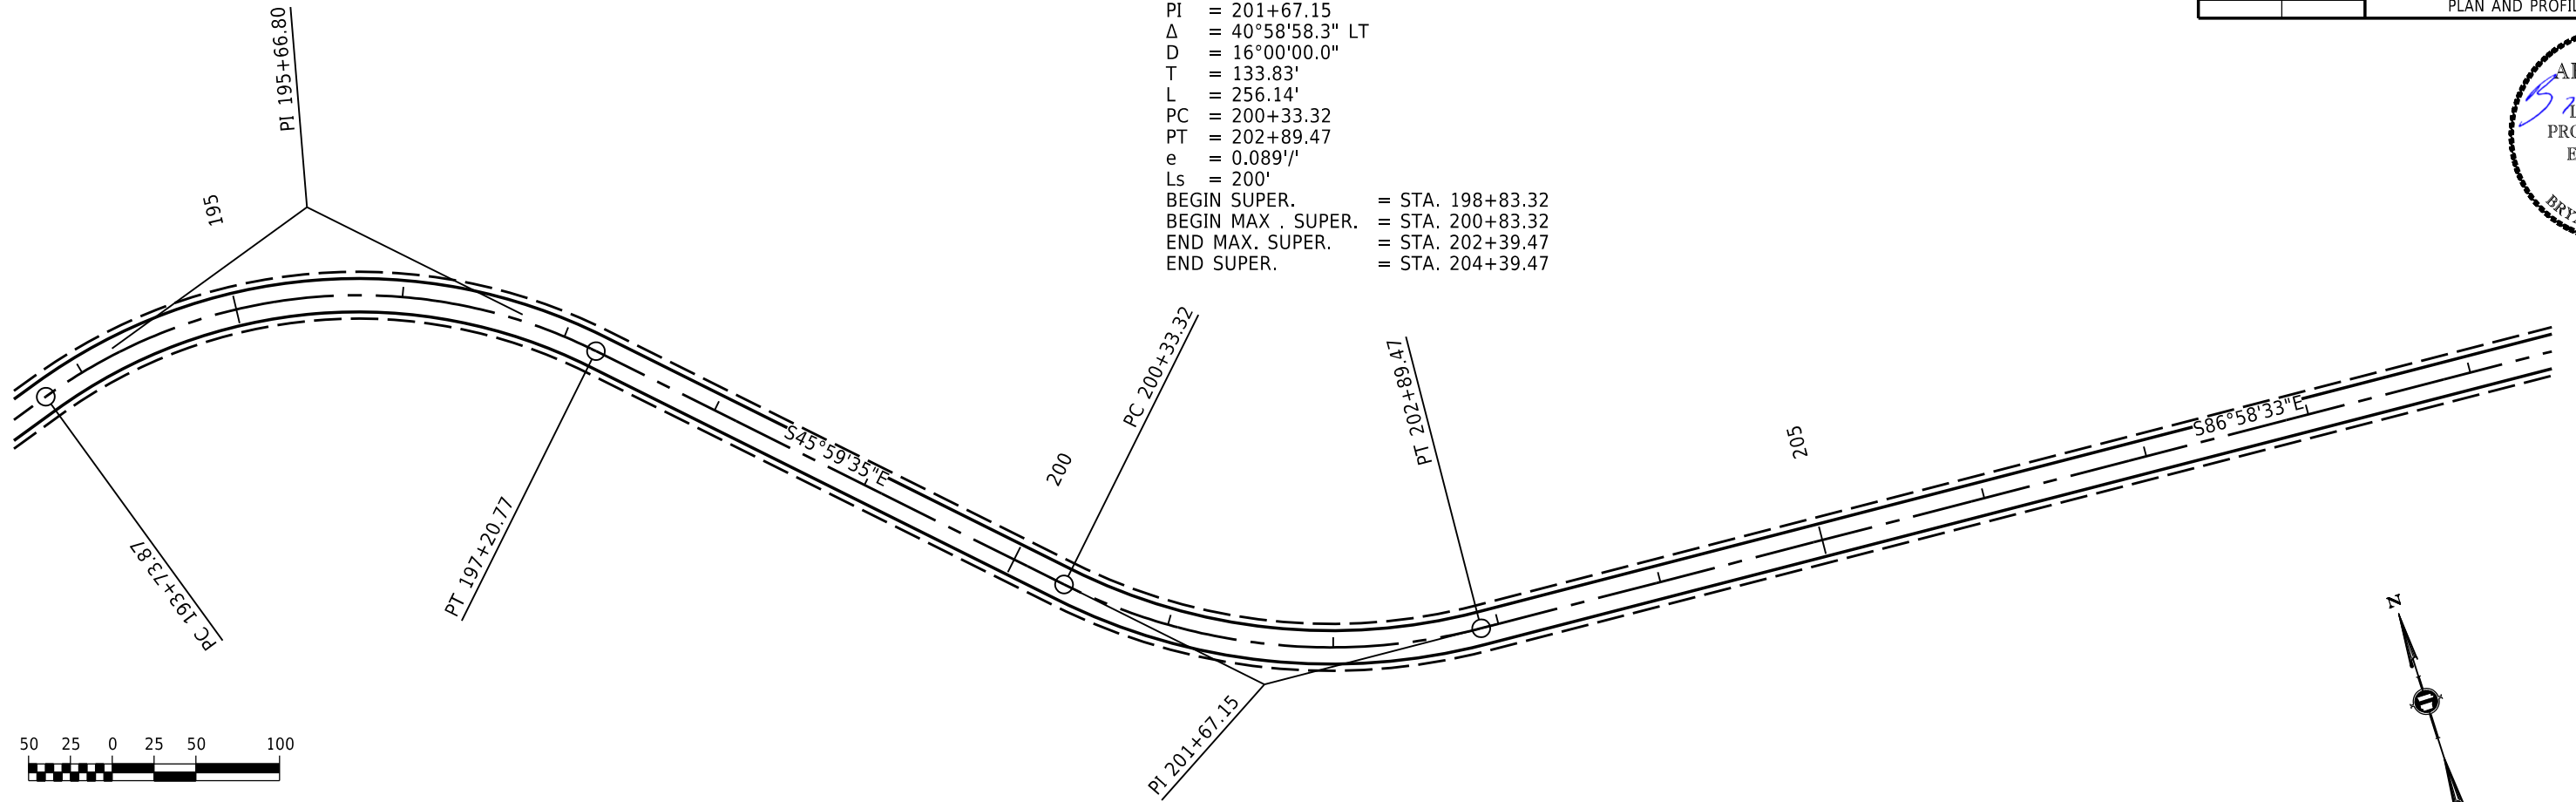 PI = 201+67.15
Δ = 40°58'58.3" LT
D = 16°00'00.0"
T = 133.83'
L = 256.14'
PC = 200+33.32
PT = 202+89.47
e = 0.089'/'
Ls = 200'
BEGIN SUPER. = STA. 198+83.32
BEGIN MAX . SUPER. = STA. 200+83.32
END MAX. SUPER. = STA. 202+39.47
END SUPER. = STA. 204+39.47
PLAN AND
PI 195+66.80
195
PC 193+73.87
PT 197+20.77
S45°59'35"E
200
PC 200+33.32
PI 201+67.15
PT 202+89.47
205
S86°58'33"E
N
50 25 0 25 50 100